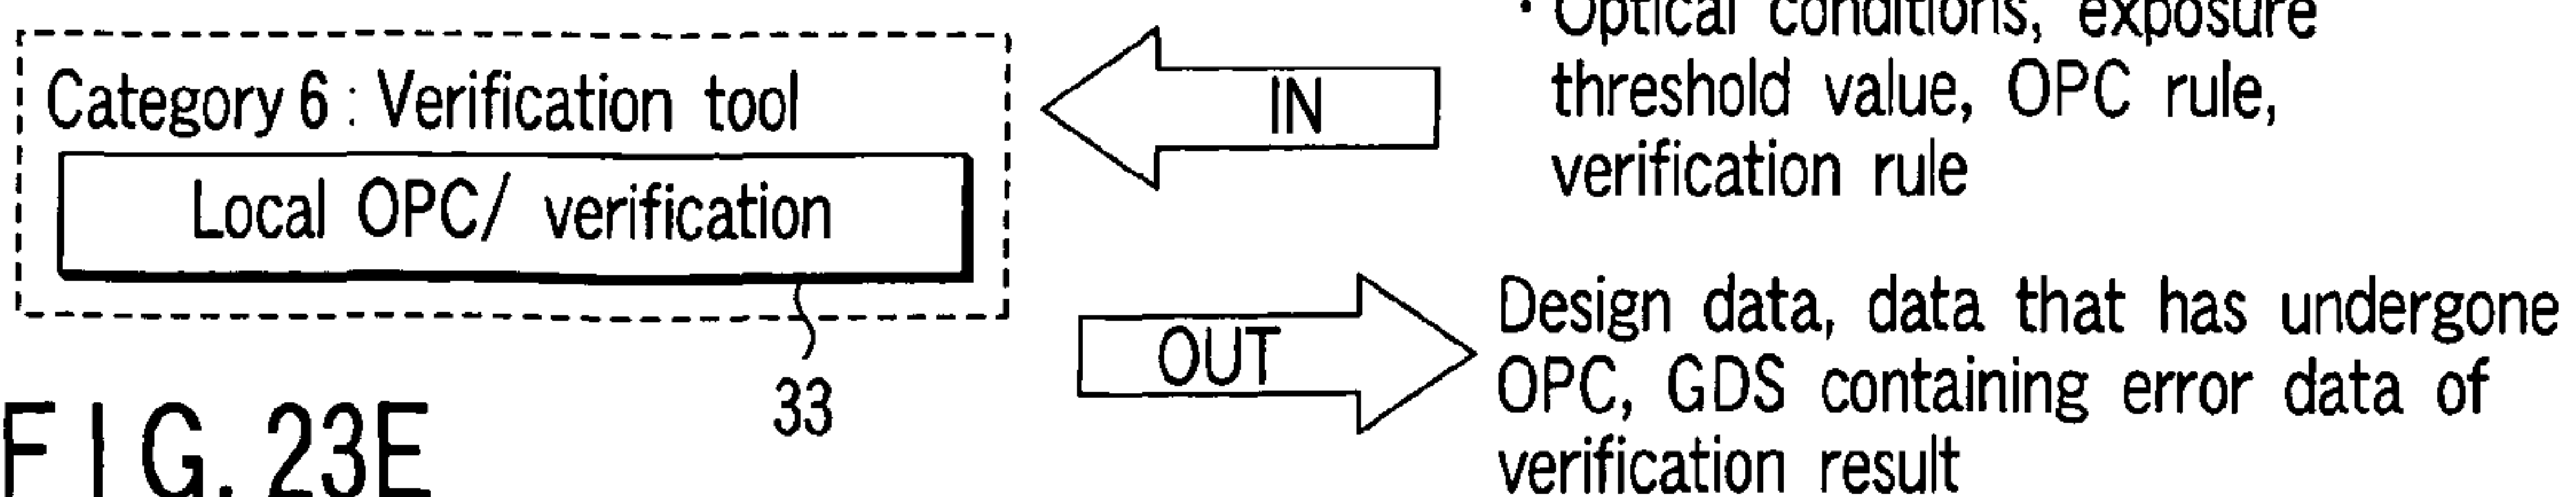 · Optical conditions, exposure
threshold value, OPC rule,
verification rule
Category 6 : Verification tool
IN
Local OPC/ verification
33
OUT
Design data, data that has undergone
OPC, GDS containing error data of
verification result
FIG. 23E